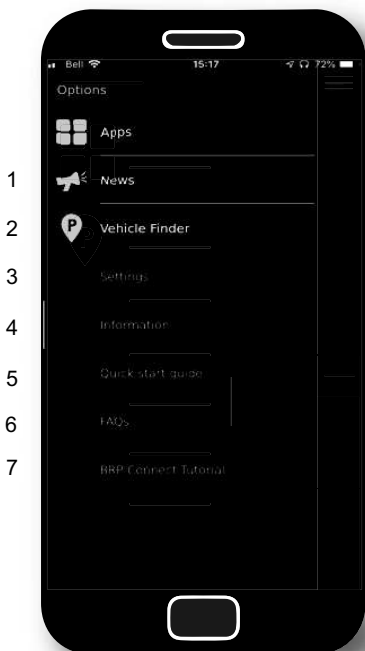 Bell 15:17 72%
Options
Apps
1 News
2 P Vehicle Finder
3 Settings
4 Information
5 Quick start guide
6 FAQs
7 BRP Connect Tutorial